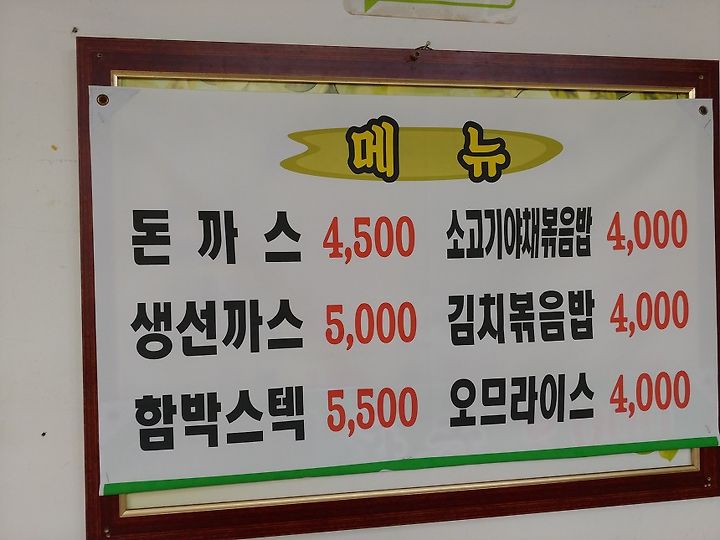 메뉴
돈까스 4,500 소고기야채볶음밥 4,000
생선까스 5,000 김치볶음밥 4,000
함박스텍 5,500 오므라이스 4,000